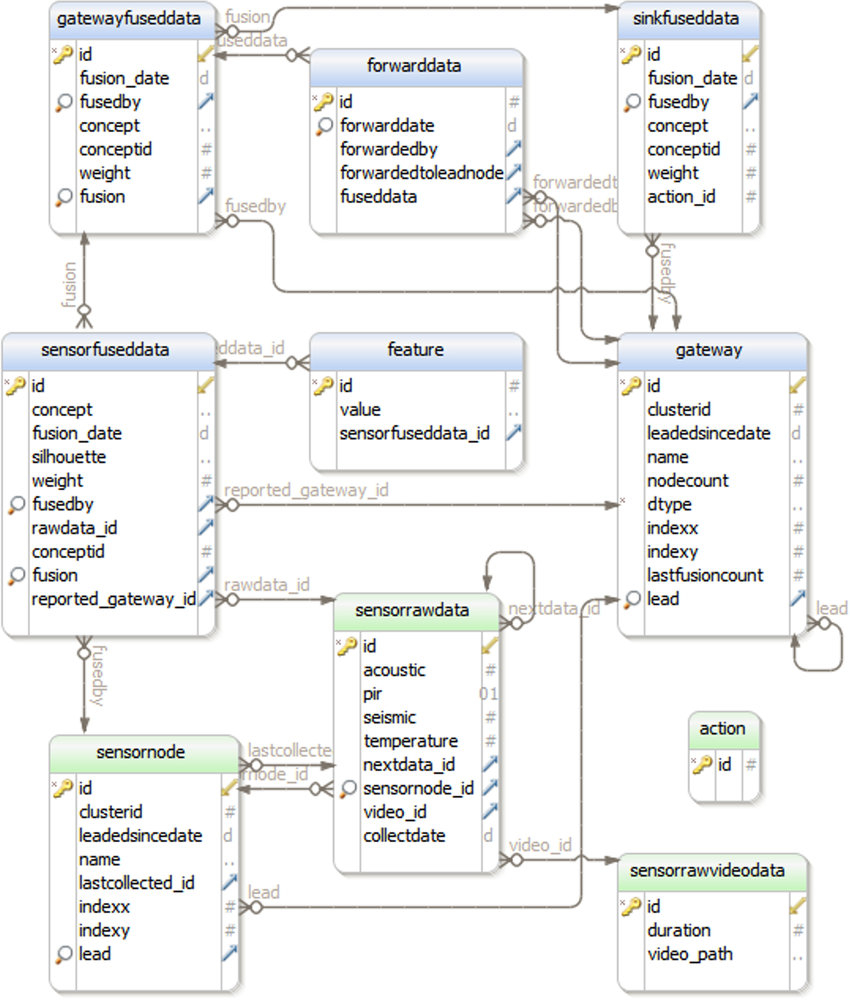 gatewayfuseddata
id
fusion_date d
fusedby
concept ..
conceptid #
weight #
fusion
fusion
useddata
fusedby
forwarddata
id #
forwarddate d
forwardedby
forwardedtoleadnode
fuseddata
forwardedt
forwardedb
sinkfuseddata
id
fusion_date d
fusedby
concept ..
conceptid #
weight #
action_id #
fusedby
fusion
sensorfuseddata
id
concept ..
fusion_date d
silhouette ..
weight #
fusedby
rawdata_id
conceptid #
fusion
reported_gateway_id
ddata_id
reported_gateway_id
rawdata_id
fusedby
feature
id #
value ..
sensorfuseddata_id
gateway
id
clusterid #
leadedsincedate d
name ..
nodecount #
dtype ..
indexx #
indexy #
lastfusioncount #
lead
lead
sensorrawdata
id
acoustic #
pir 01
seismic #
temperature #
nextdata_id
sensornode_id
video_id
collectdate d
nextdata_id
video_id
sensornode
id
clusterid #
leadedsincedate d
name ..
lastcollected_id
indexx #
indexy #
lead
lastcollecte
node_id
lead
action
id #
sensorrawvideodata
id
duration #
video_path ..